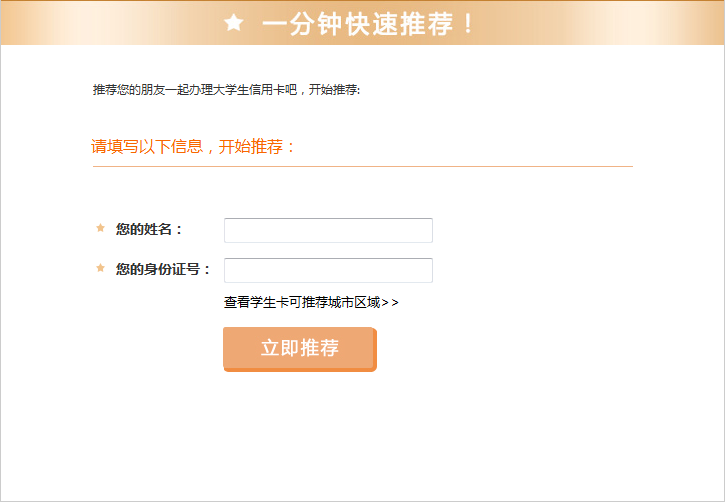 一分钟快速推荐！
推荐您的朋友一起办理大学生信用卡吧，开始推荐:
请填写以下信息，开始推荐：
您的姓名：
您的身份证号：
查看学生卡可推荐城市区域>>
立即推荐